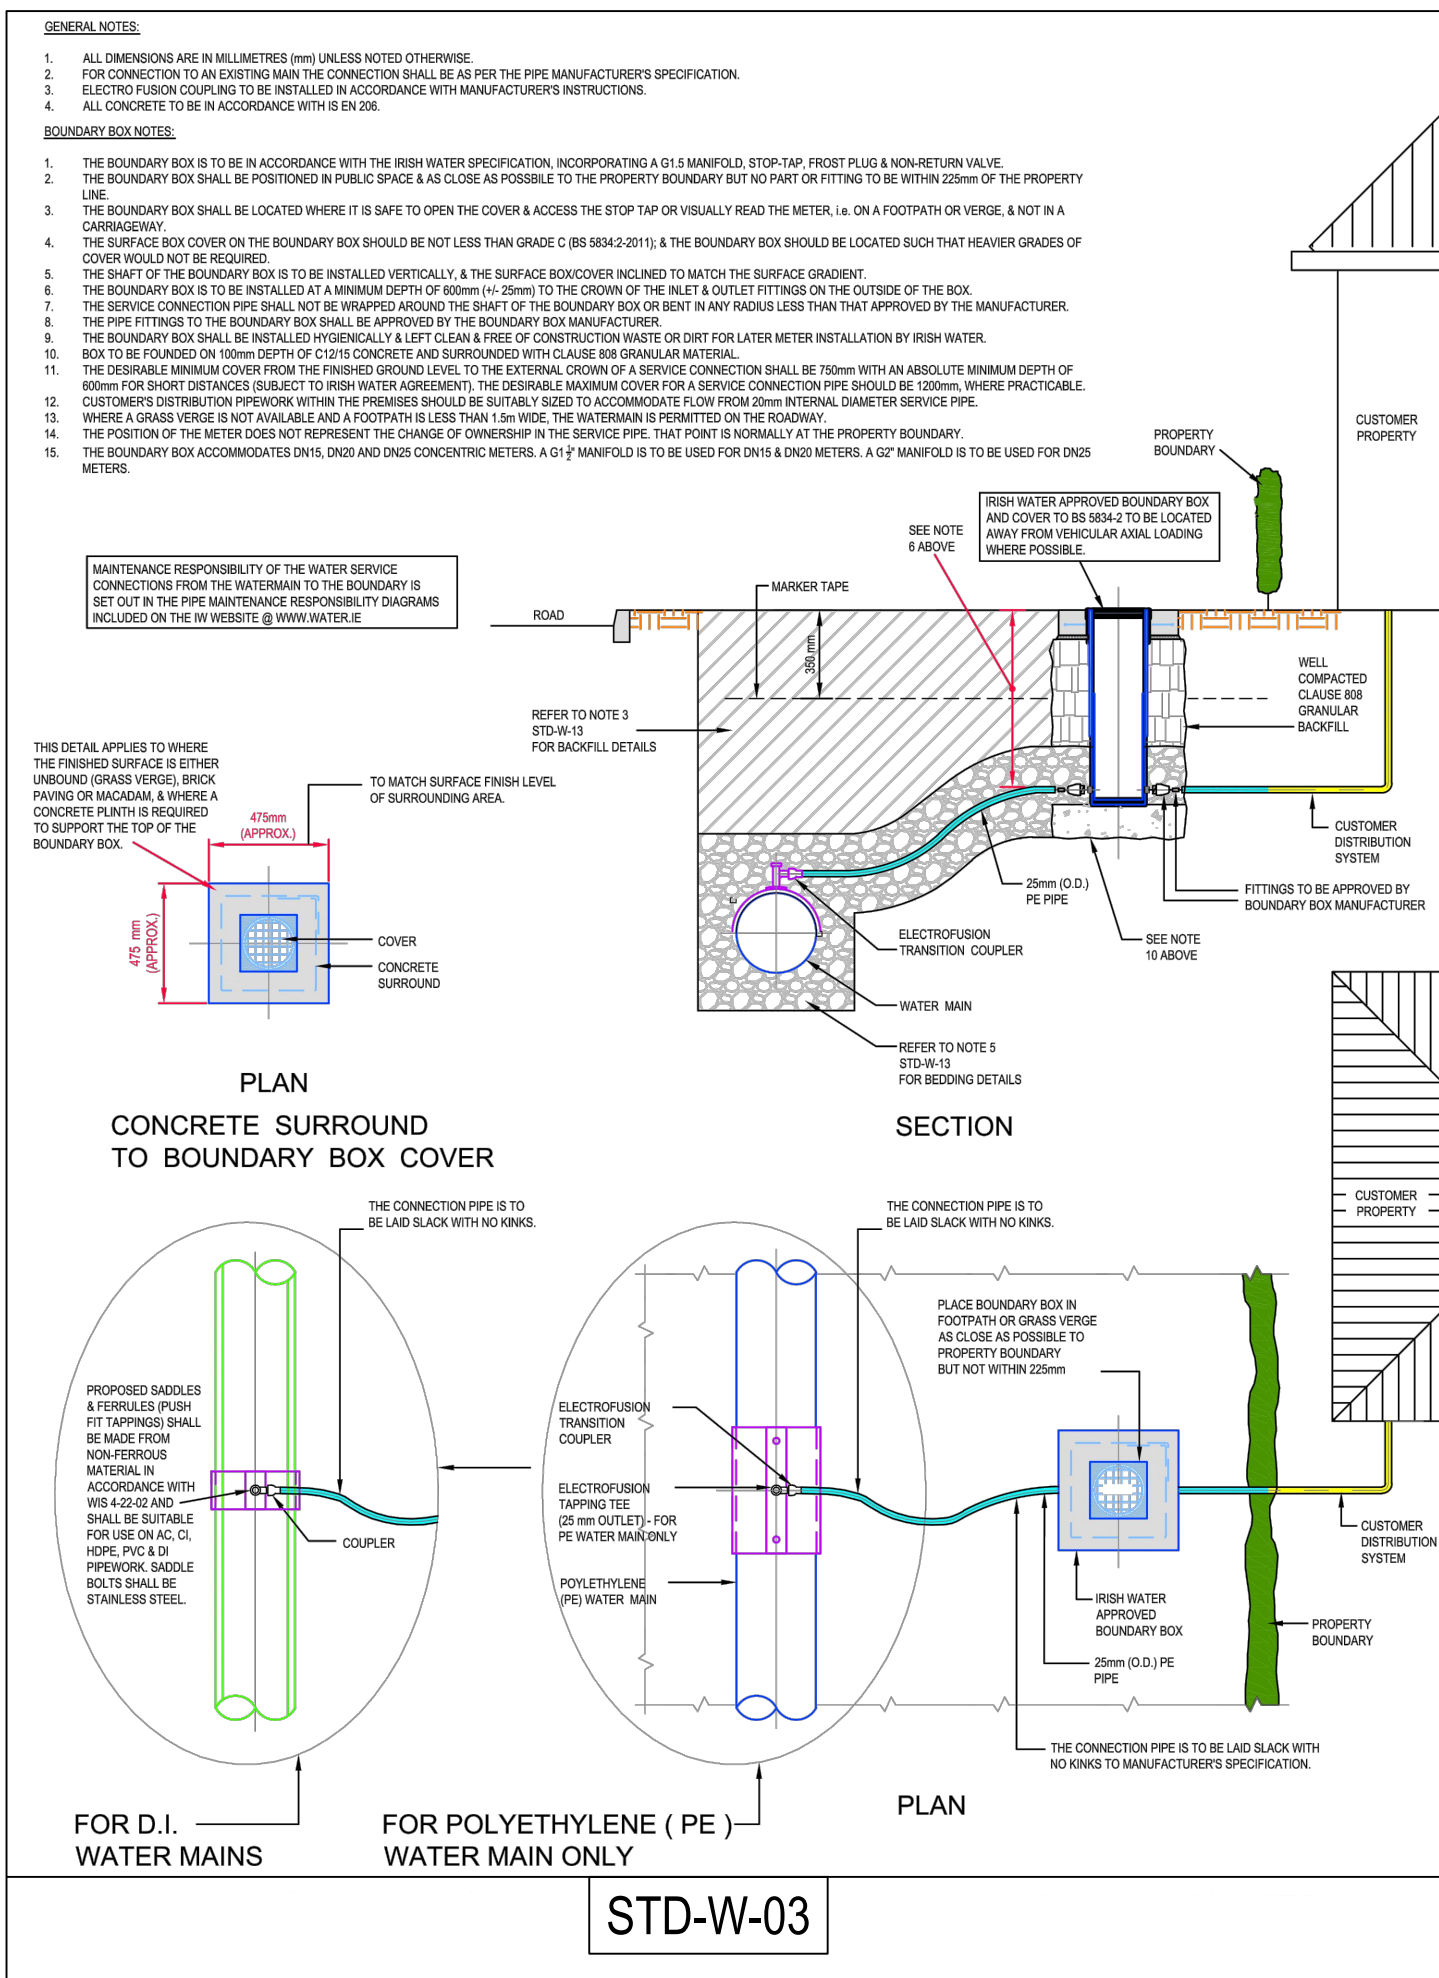 GENERAL NOTES:
1. ALL DIMENSIONS ARE IN MILLIMETRES (mm) UNLESS NOTED OTHERWISE.
2. FOR CONNECTION TO AN EXISTING MAIN THE CONNECTION SHALL BE AS PER THE PIPE MANUFACTURER'S SPECIFICATION.
3. ELECTRO FUSION COUPLING TO BE INSTALLED IN ACCORDANCE WITH MANUFACTURER'S INSTRUCTIONS.
4. ALL CONCRETE TO BE IN ACCORDANCE WITH IS EN 206.
BOUNDARY BOX NOTES:
1. THE BOUNDARY BOX IS TO BE IN ACCORDANCE WITH THE IRISH WATER SPECIFICATION, INCORPORATING A G1.5 MANIFOLD, STOP-TAP, FROST PLUG & NON-RETURN VALVE.
2. THE BOUNDARY BOX SHALL BE POSITIONED IN PUBLIC SPACE & AS CLOSE AS POSSBILE TO THE PROPERTY BOUNDARY BUT NO PART OR FITTING TO BE WITHIN 225mm OF THE PROPERTY
LINE.
3. THE BOUNDARY BOX SHALL BE LOCATED WHERE IT IS SAFE TO OPEN THE COVER & ACCESS THE STOP TAP OR VISUALLY READ THE METER, i.e. ON A FOOTPATH OR VERGE, & NOT IN A
CARRIAGEWAY.
4. THE SURFACE BOX COVER ON THE BOUNDARY BOX SHOULD BE NOT LESS THAN GRADE C (BS 5834:2-2011); & THE BOUNDARY BOX SHOULD BE LOCATED SUCH THAT HEAVIER GRADES OF
COVER WOULD NOT BE REQUIRED.
5. THE SHAFT OF THE BOUNDARY BOX IS TO BE INSTALLED VERTICALLY, & THE SURFACE BOX/COVER INCLINED TO MATCH THE SURFACE GRADIENT.
6. THE BOUNDARY BOX IS TO BE INSTALLED AT A MINIMUM DEPTH OF 600mm (+/- 25mm) TO THE CROWN OF THE INLET & OUTLET FITTINGS ON THE OUTSIDE OF THE BOX.
7. THE SERVICE CONNECTION PIPE SHALL NOT BE WRAPPED AROUND THE SHAFT OF THE BOUNDARY BOX OR BENT IN ANY RADIUS LESS THAN THAT APPROVED BY THE MANUFACTURER.
8. THE PIPE FITTINGS TO THE BOUNDARY BOX SHALL BE APPROVED BY THE BOUNDARY BOX MANUFACTURER.
9. THE BOUNDARY BOX SHALL BE INSTALLED HYGIENICALLY & LEFT CLEAN & FREE OF CONSTRUCTION WASTE OR DIRT FOR LATER METER INSTALLATION BY IRISH WATER.
10. BOX TO BE FOUNDED ON 100mm DEPTH OF C12/15 CONCRETE AND SURROUNDED WITH CLAUSE 808 GRANULAR MATERIAL.
11. THE DESIRABLE MINIMUM COVER FROM THE FINISHED GROUND LEVEL TO THE EXTERNAL CROWN OF A SERVICE CONNECTION SHALL BE 750mm WITH AN ABSOLUTE MINIMUM DEPTH OF
600mm FOR SHORT DISTANCES (SUBJECT TO IRISH WATER AGREEMENT). THE DESIRABLE MAXIMUM COVER FOR A SERVICE CONNECTION PIPE SHOULD BE 1200mm, WHERE PRACTICABLE.
12. CUSTOMER'S DISTRIBUTION PIPEWORK WITHIN THE PREMISES SHOULD BE SUITABLY SIZED TO ACCOMMODATE FLOW FROM 20mm INTERNAL DIAMETER SERVICE PIPE.
13. WHERE A GRASS VERGE IS NOT AVAILABLE AND A FOOTPATH IS LESS THAN 1.5m WIDE, THE WATERMAIN IS PERMITTED ON THE ROADWAY.
14. THE POSITION OF THE METER DOES NOT REPRESENT THE CHANGE OF OWNERSHIP IN THE SERVICE PIPE. THAT POINT IS NORMALLY AT THE PROPERTY BOUNDARY.
15. THE BOUNDARY BOX ACCOMMODATES DN15, DN20 AND DN25 CONCENTRIC METERS. A G1½" MANIFOLD IS TO BE USED FOR DN15 & DN20 METERS. A G2" MANIFOLD IS TO BE USED FOR DN25
METERS.
CUSTOMER
PROPERTY
PROPERTY
BOUNDARY
IRISH WATER APPROVED BOUNDARY BOX
AND COVER TO BS 5834-2 TO BE LOCATED
AWAY FROM VEHICULAR AXIAL LOADING
WHERE POSSIBLE.
SEE NOTE
6 ABOVE
MAINTENANCE RESPONSIBILITY OF THE WATER SERVICE
CONNECTIONS FROM THE WATERMAIN TO THE BOUNDARY IS
SET OUT IN THE PIPE MAINTENANCE RESPONSIBILITY DIAGRAMS
INCLUDED ON THE IW WEBSITE @ WWW.WATER.IE
MARKER TAPE
ROAD
350 mm
WELL
COMPACTED
CLAUSE 808
GRANULAR
BACKFILL
REFER TO NOTE 3
STD-W-13
FOR BACKFILL DETAILS
THIS DETAIL APPLIES TO WHERE
THE FINISHED SURFACE IS EITHER
UNBOUND (GRASS VERGE), BRICK
PAVING OR MACADAM, & WHERE A
CONCRETE PLINTH IS REQUIRED
TO SUPPORT THE TOP OF THE
BOUNDARY BOX.
TO MATCH SURFACE FINISH LEVEL
OF SURROUNDING AREA.
475mm
(APPROX.)
475 mm
(APPROX.)
COVER
CONCRETE
SURROUND
CUSTOMER
DISTRIBUTION
SYSTEM
25mm (O.D.)
PE PIPE
FITTINGS TO BE APPROVED BY
BOUNDARY BOX MANUFACTURER
ELECTROFUSION
TRANSITION COUPLER
SEE NOTE
10 ABOVE
WATER MAIN
REFER TO NOTE 5
STD-W-13
FOR BEDDING DETAILS
PLAN
CONCRETE SURROUND
TO BOUNDARY BOX COVER
SECTION
THE CONNECTION PIPE IS TO
BE LAID SLACK WITH NO KINKS.
THE CONNECTION PIPE IS TO
BE LAID SLACK WITH NO KINKS.
CUSTOMER
PROPERTY
PLACE BOUNDARY BOX IN
FOOTPATH OR GRASS VERGE
AS CLOSE AS POSSIBLE TO
PROPERTY BOUNDARY
BUT NOT WITHIN 225mm
PROPOSED SADDLES
& FERRULES (PUSH
FIT TAPPINGS) SHALL
BE MADE FROM
NON-FERROUS
MATERIAL IN
ACCORDANCE WITH
WIS 4-22-02 AND
SHALL BE SUITABLE
FOR USE ON AC, CI,
HDPE, PVC & DI
PIPEWORK. SADDLE
BOLTS SHALL BE
STAINLESS STEEL.
COUPLER
ELECTROFUSION
TRANSITION
COUPLER
ELECTROFUSION
TAPPING TEE
(25 mm OUTLET) - FOR
PE WATER MAIN ONLY
POYLETHYLENE
(PE) WATER MAIN
CUSTOMER
DISTRIBUTION
SYSTEM
IRISH WATER
APPROVED
BOUNDARY BOX
PROPERTY
BOUNDARY
25mm (O.D.) PE
PIPE
THE CONNECTION PIPE IS TO BE LAID SLACK WITH
NO KINKS TO MANUFACTURER'S SPECIFICATION.
PLAN
FOR D.I.
WATER MAINS
FOR POLYETHYLENE ( PE )
WATER MAIN ONLY
STD-W-03